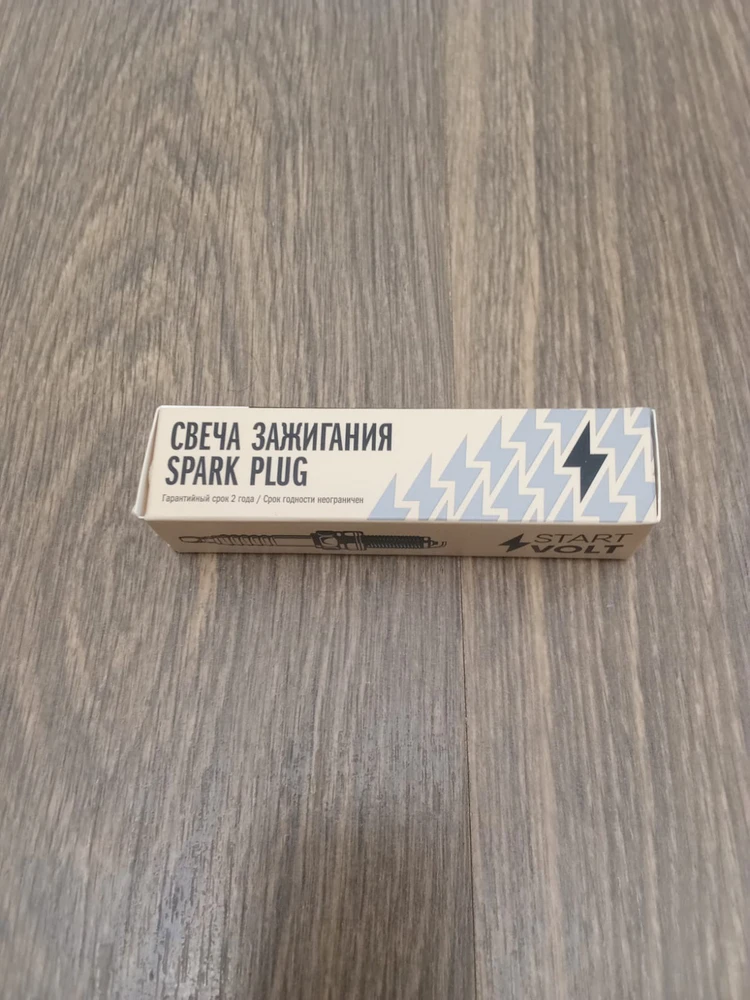 СВЕЧА ЗАЖИГАНИЯ
SPARK PLUG
Гарантийный срок 2 года / Срок годности неограничен
START
VOLT